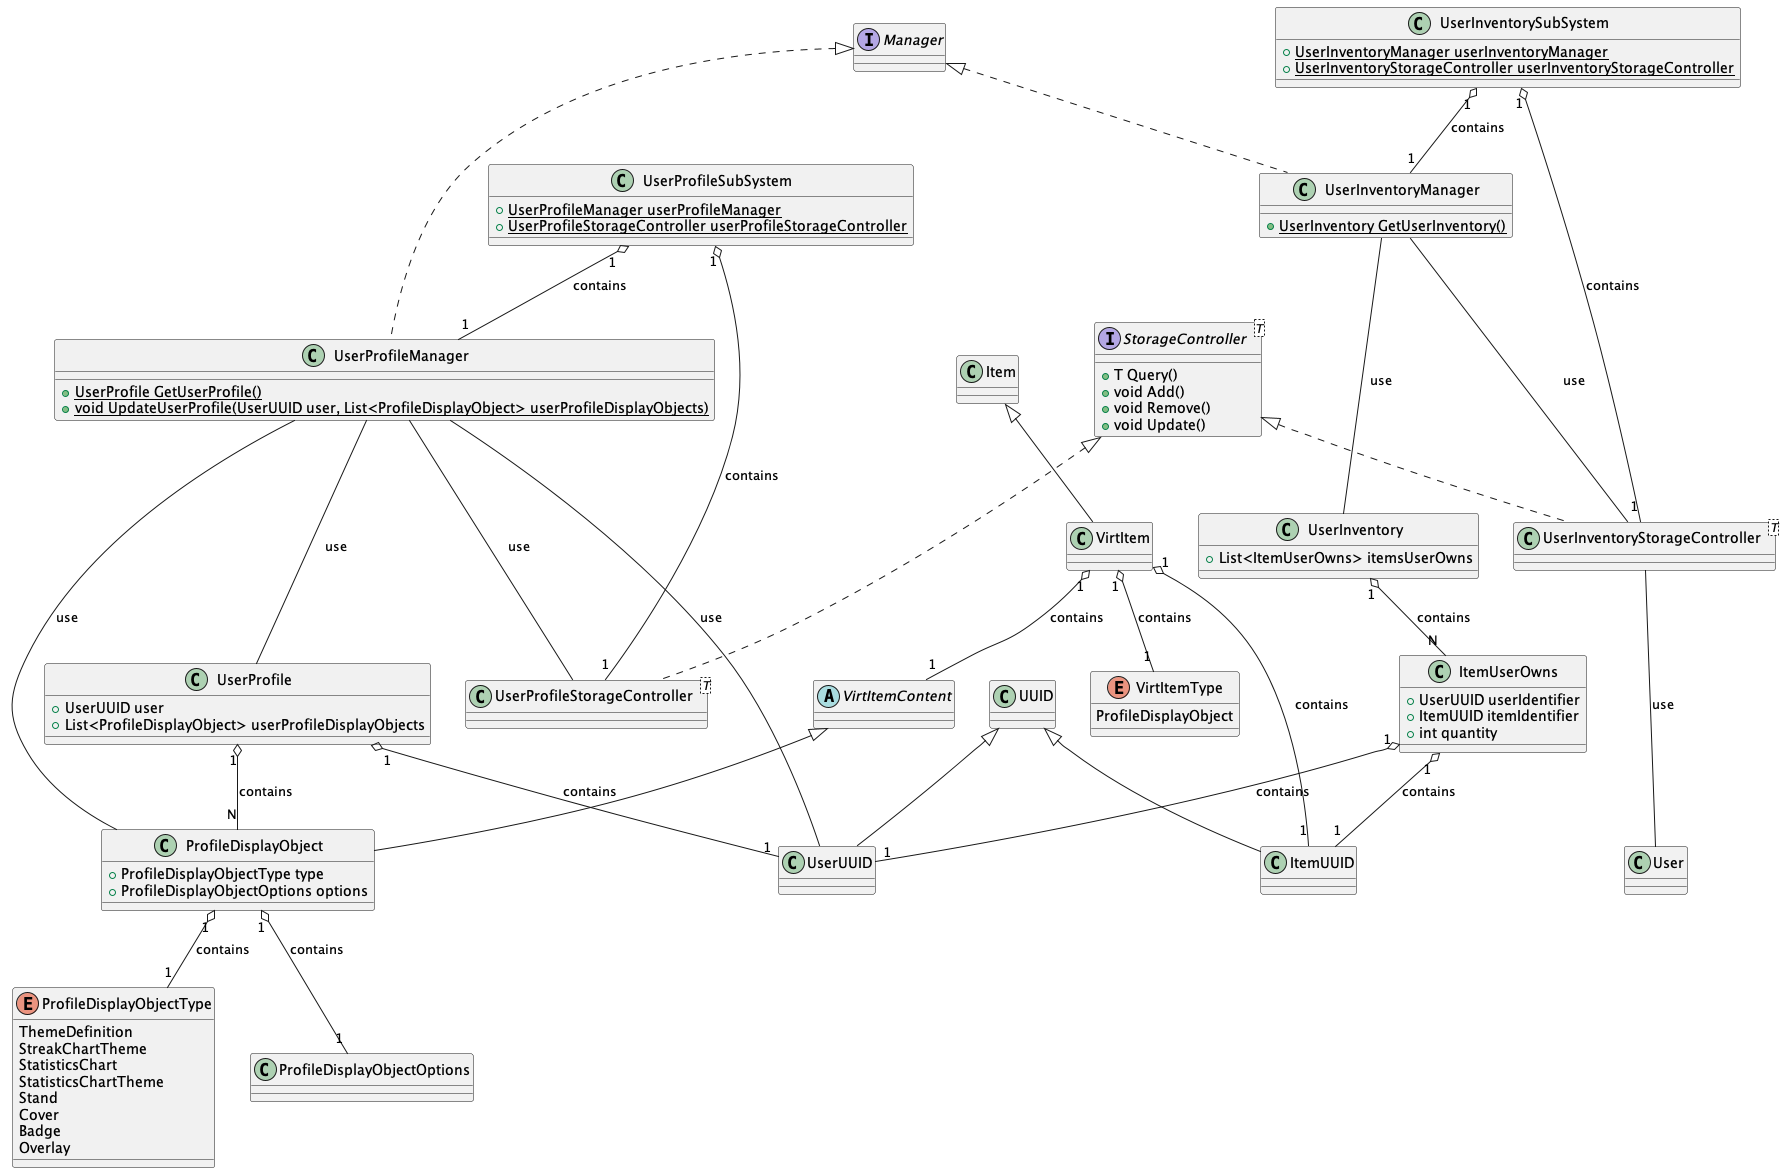 I Manager
C UserInventorySubSystem
UserInventoryManager userInventoryManager
UserInventoryStorageController userInventoryStorageController
1
1
contains
1
C UserProfileSubSystem
UserProfileManager userProfileManager
UserProfileStorageController userProfileStorageController
C UserInventoryManager
UserInventory GetUserInventory()
1
1
contains
1
contains
C UserProfileManager
UserProfile GetUserProfile()
void UpdateUserProfile(UserUUID user, List<ProfileDisplayObject> userProfileDisplayObjects)
I StorageController
T
T Query()
void Add()
void Remove()
void Update()
C Item
use
use
contains
1
C VirtItem
C UserInventory
List<ItemUserOwns> itemsUserOwns
C UserInventoryStorageController
T
use
use
1
1
1
1
use
use
contains
contains
contains
N
1
1
1
C UserProfile
UserUUID user
List<ProfileDisplayObject> userProfileDisplayObjects
C UserProfileStorageController
T
A VirtItemContent
C UUID
E VirtItemType
ProfileDisplayObject
C ItemUserOwns
UserUUID userIdentifier
ItemUUID itemIdentifier
int quantity
contains
use
1
1
1
1
contains
contains
contains
contains
N
1
1
1
1
C ProfileDisplayObject
ProfileDisplayObjectType type
ProfileDisplayObjectOptions options
C UserUUID
C ItemUUID
C User
1
1
contains
contains
1
E ProfileDisplayObjectType
ThemeDefinition
StreakChartTheme
StatisticsChart
StatisticsChartTheme
Stand
Cover
Badge
Overlay
1
C ProfileDisplayObjectOptions